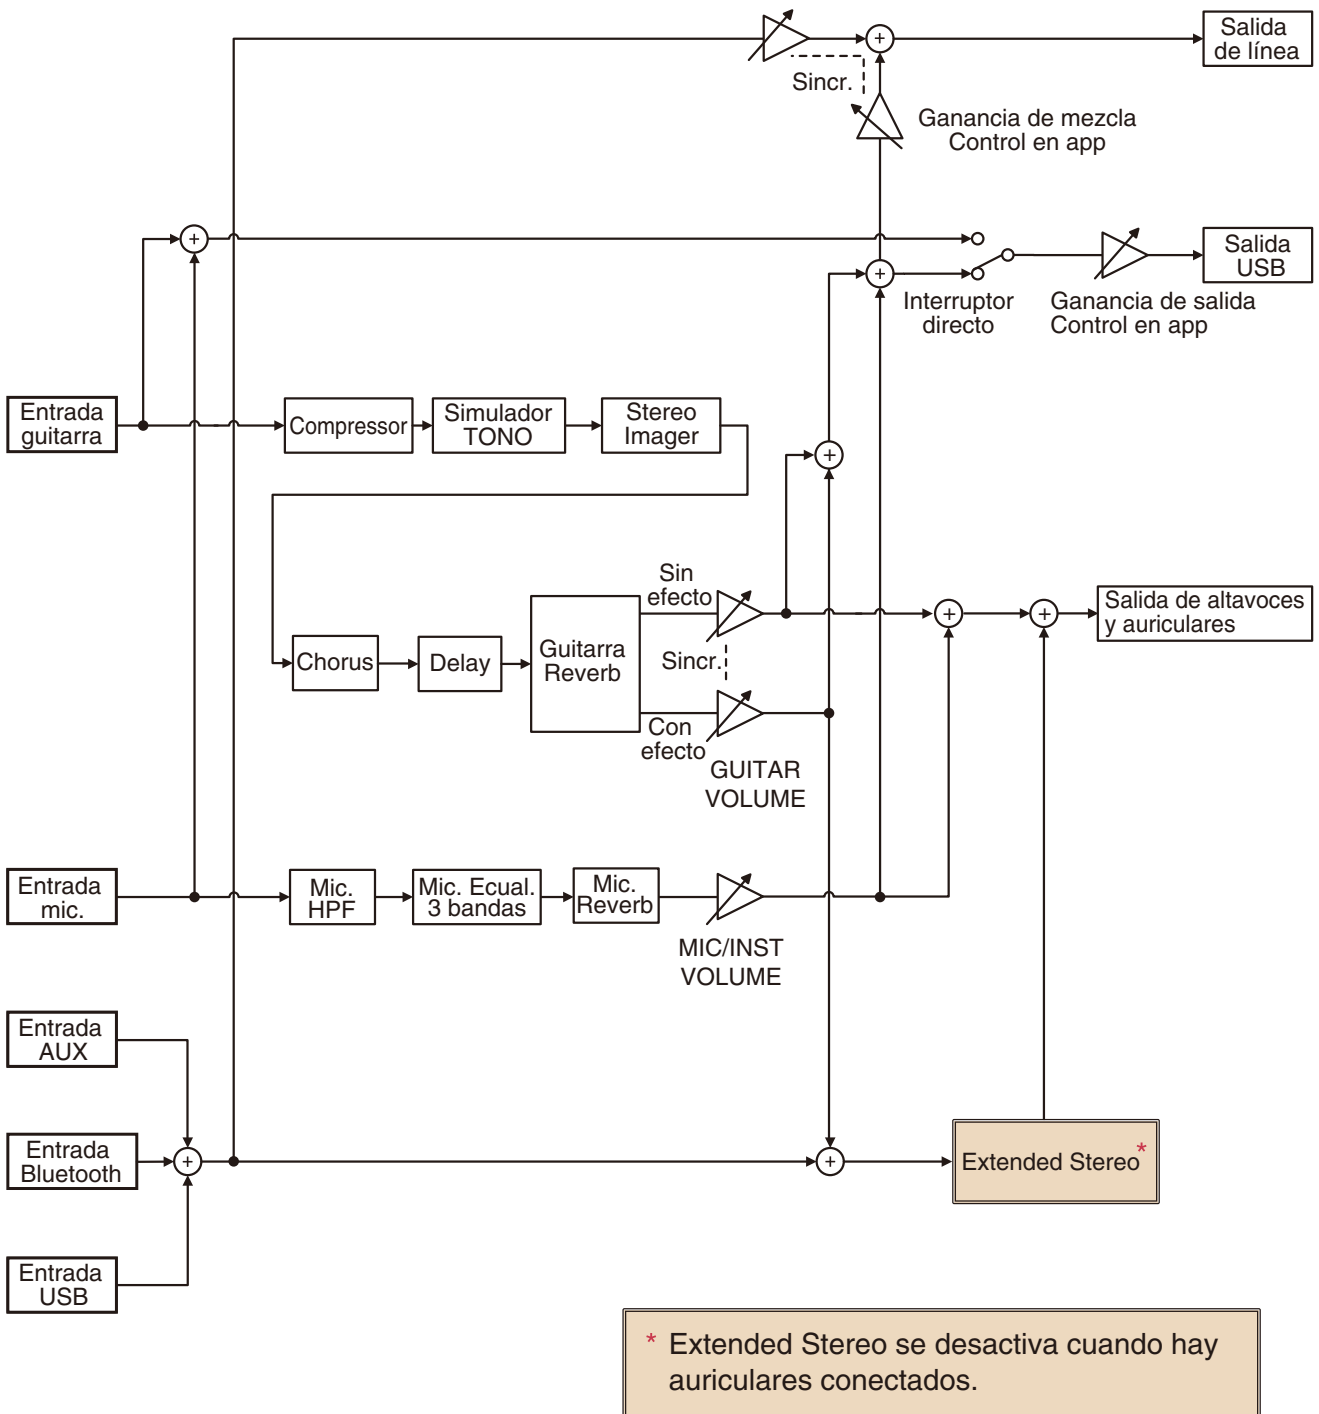 Salida
de línea
Sincr.
Ganancia de mezcla
Control en app
+
+
+
+
Salida
USB
Interruptor
directo
Ganancia de salida
Control en app
Entrada
guitarra
Compressor
Simulador
TONO
Stereo
Imager
+
Sin
efecto
Sincr.
Con
efecto
GUITAR
VOLUME
Chorus
Delay
Guitarra
Reverb
+
+
Salida de altavoces
y auriculares
Entrada
mic.
Mic.
HPF
Mic. Ecual.
3 bandas
Mic.
Reverb
MIC/INST
VOLUME
Entrada
AUX
Entrada
Bluetooth
+
+
Extended Stereo*
Entrada
USB
* Extended Stereo se desactiva cuando hay
auriculares conectados.